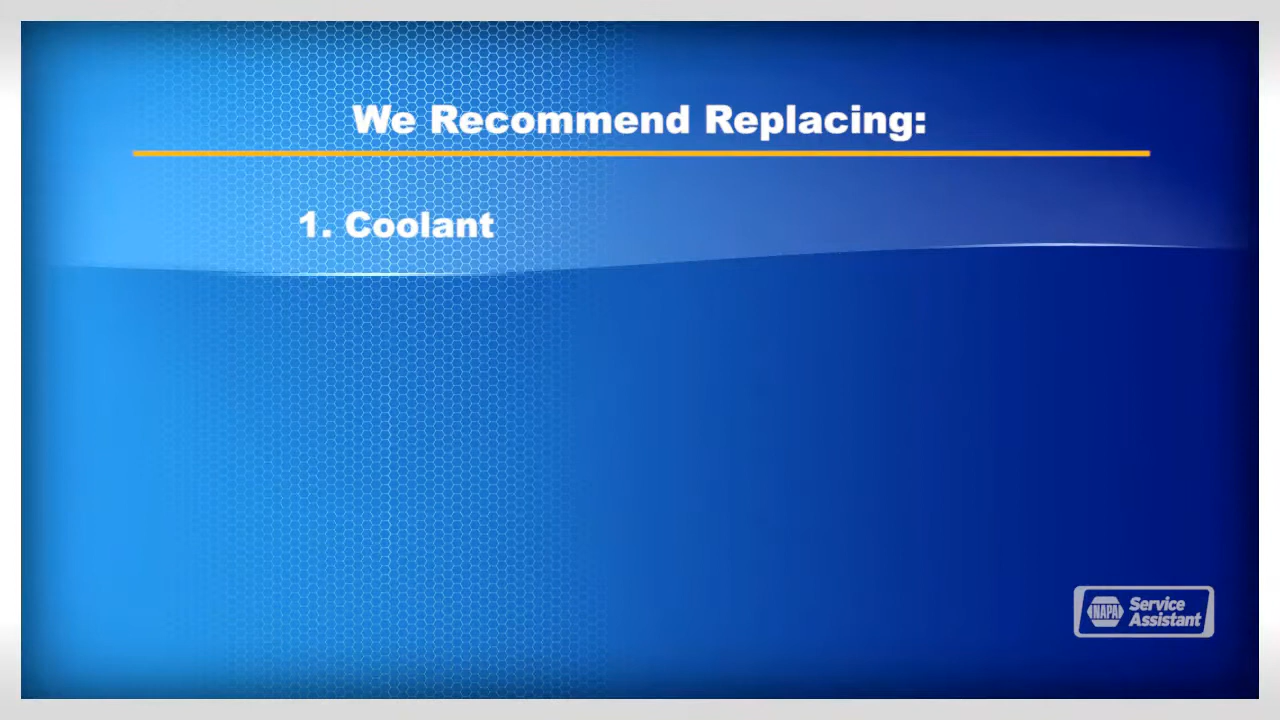 We Recommend Replacing:
1. Coolant
NAPA
Service
Assistant